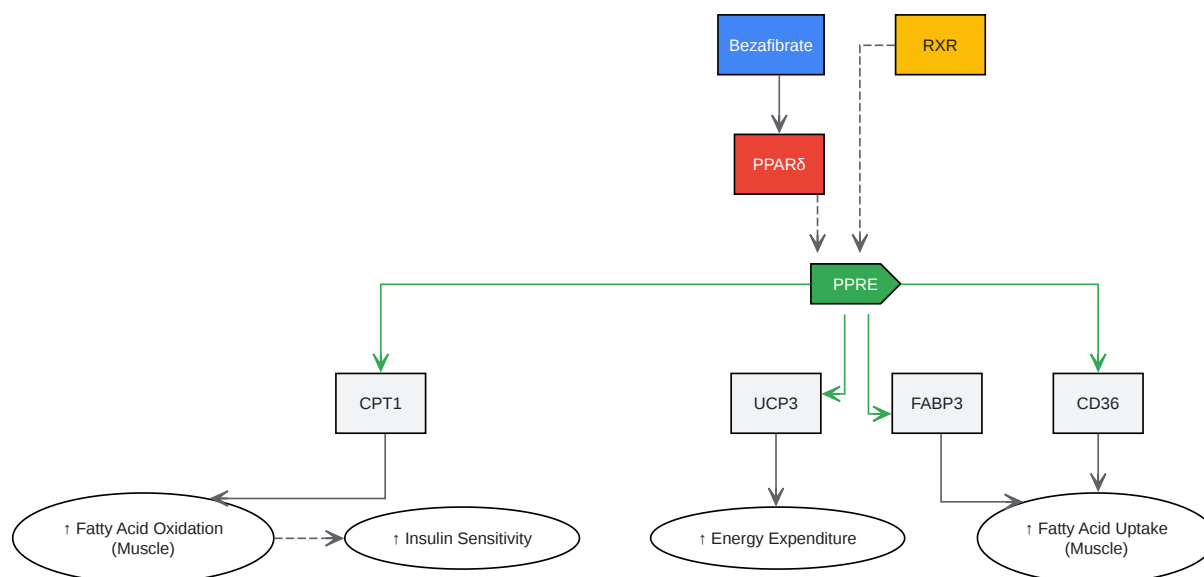 Bezafibrate
RXR
PPARδ
PPRE
CPT1
UCP3
FABP3
CD36
↑ Fatty Acid Oxidation
(Muscle)
↑ Insulin Sensitivity
↑ Energy Expenditure
↑ Fatty Acid Uptake
(Muscle)